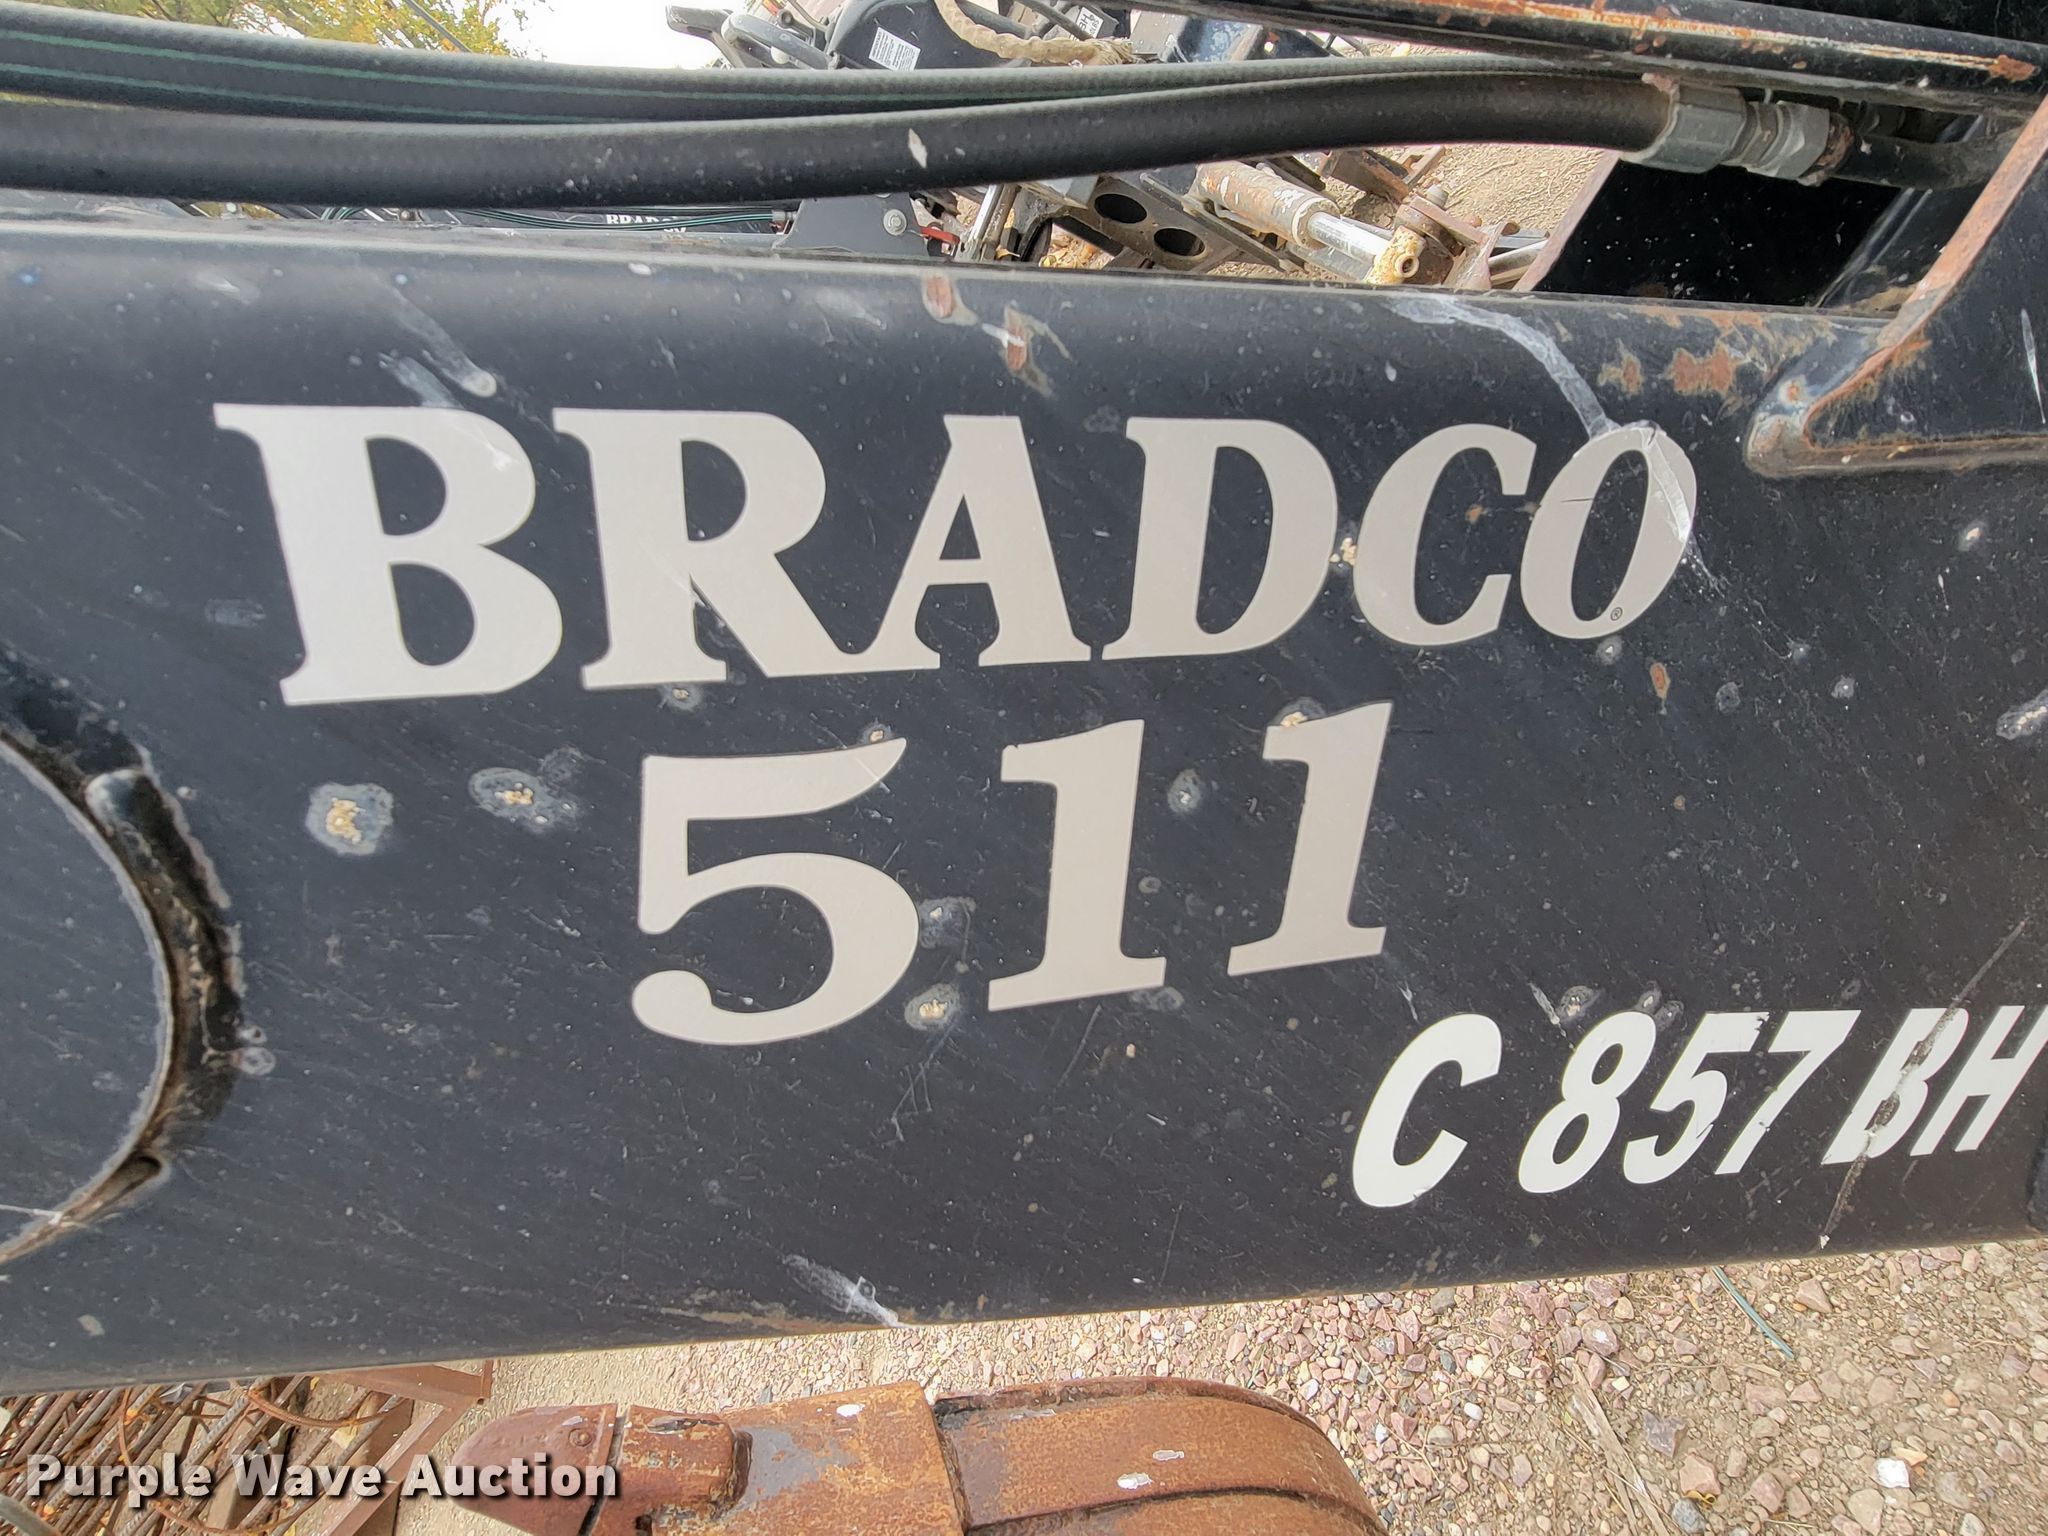 BRADCO®
511
C 857 BH
Purple Wave Auction